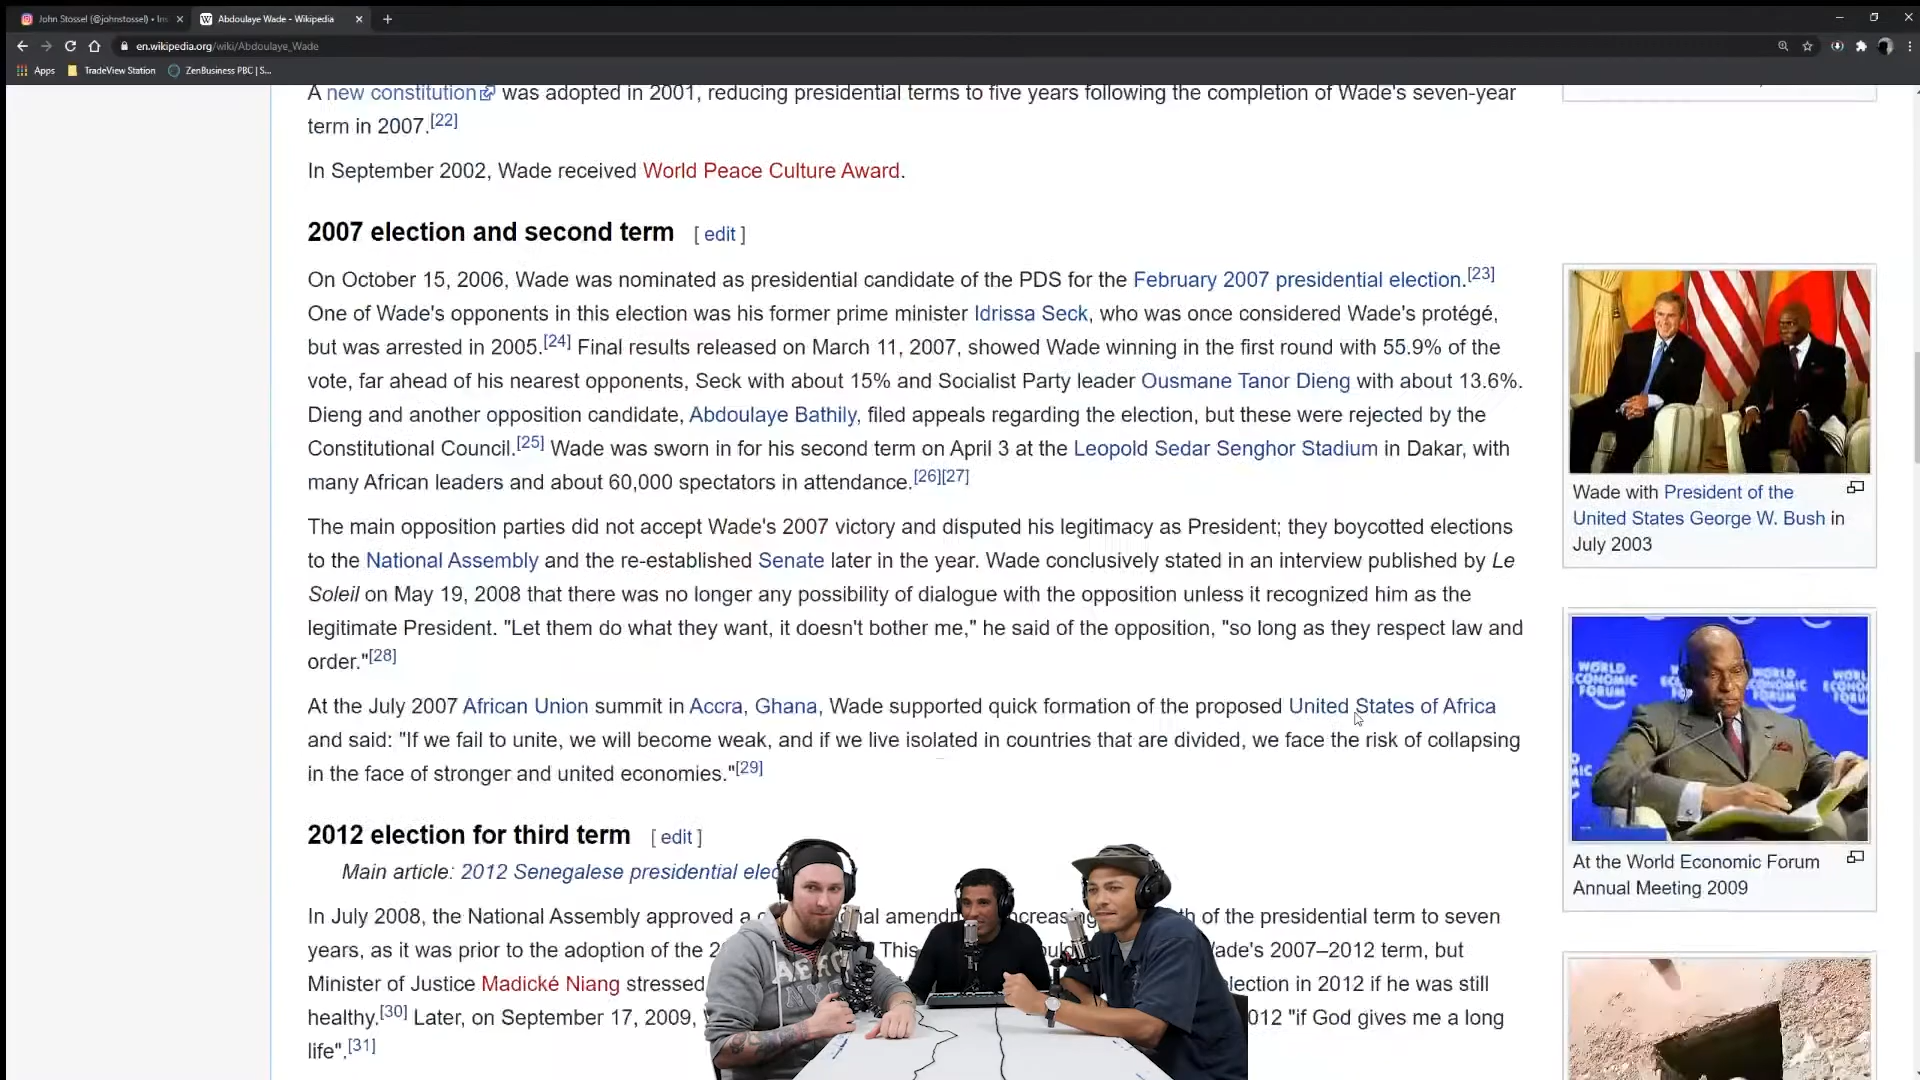 John Stossel (@johnstossel) • Ins
Abdoulaye Wade - Wikipedia
en.wikipedia.org/wiki/Abdoulaye_Wade
Apps
TradeView Station
ZenBusiness PBC | S...
A new constitution was adopted in 2001, reducing presidential terms to five years following the completion of Wade's seven-year
term in 2007.[22]
In September 2002, Wade received World Peace Culture Award.
2007 election and second term [ edit ]
On October 15, 2006, Wade was nominated as presidential candidate of the PDS for the February 2007 presidential election.[23]
One of Wade's opponents in this election was his former prime minister Idrissa Seck, who was once considered Wade's protégé,
but was arrested in 2005.[24] Final results released on March 11, 2007, showed Wade winning in the first round with 55.9% of the
vote, far ahead of his nearest opponents, Seck with about 15% and Socialist Party leader Ousmane Tanor Dieng with about 13.6%.
Dieng and another opposition candidate, Abdoulaye Bathily, filed appeals regarding the election, but these were rejected by the
Constitutional Council.[25] Wade was sworn in for his second term on April 3 at the Leopold Sedar Senghor Stadium in Dakar, with
many African leaders and about 60,000 spectators in attendance.[26][27]
The main opposition parties did not accept Wade's 2007 victory and disputed his legitimacy as President; they boycotted elections
to the National Assembly and the re-established Senate later in the year. Wade conclusively stated in an interview published by Le
Soleil on May 19, 2008 that there was no longer any possibility of dialogue with the opposition unless it recognized him as the
legitimate President. "Let them do what they want, it doesn't bother me," he said of the opposition, "so long as they respect law and
order."[28]
At the July 2007 African Union summit in Accra, Ghana, Wade supported quick formation of the proposed United States of Africa
and said: "If we fail to unite, we will become weak, and if we live isolated in countries that are divided, we face the risk of collapsing
in the face of stronger and united economies."[29]
2012 election for third term [ edit ]
Main article: 2012 Senegalese presidential elec
In July 2008, the National Assembly approved a c al amendm increasing th of the presidential term to seven
years, as it was prior to the adoption of the 2 This ould ade's 2007–2012 term, but
Minister of Justice Madické Niang stressed lection in 2012 if he was still
healthy.[30] Later, on September 17, 2009, 012 "if God gives me a long
life".[31]
Wade with President of the
United States George W. Bush in
July 2003
WORLD
ECONOMIC
FORUM
At the World Economic Forum
Annual Meeting 2009